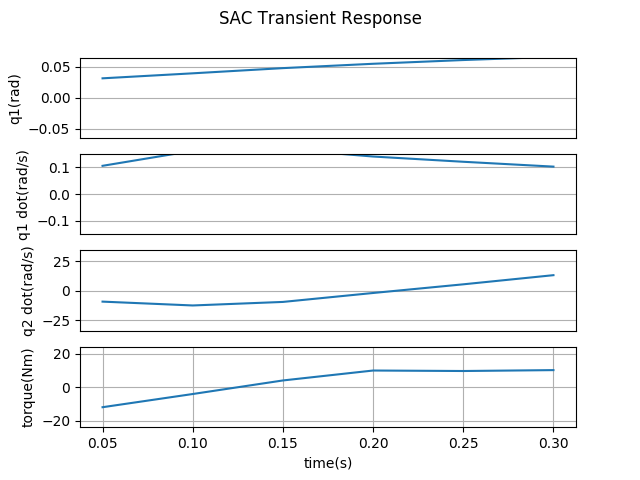 SAC Transient Response
q1(rad)
0.05
0.00
−0.05
q1 dot(rad/s)
0.1
0.0
−0.1
q2 dot(rad/s)
25
0
−25
torque(Nm)
20
0
−20
0.05 0.10 0.15 0.20 0.25 0.30
time(s)